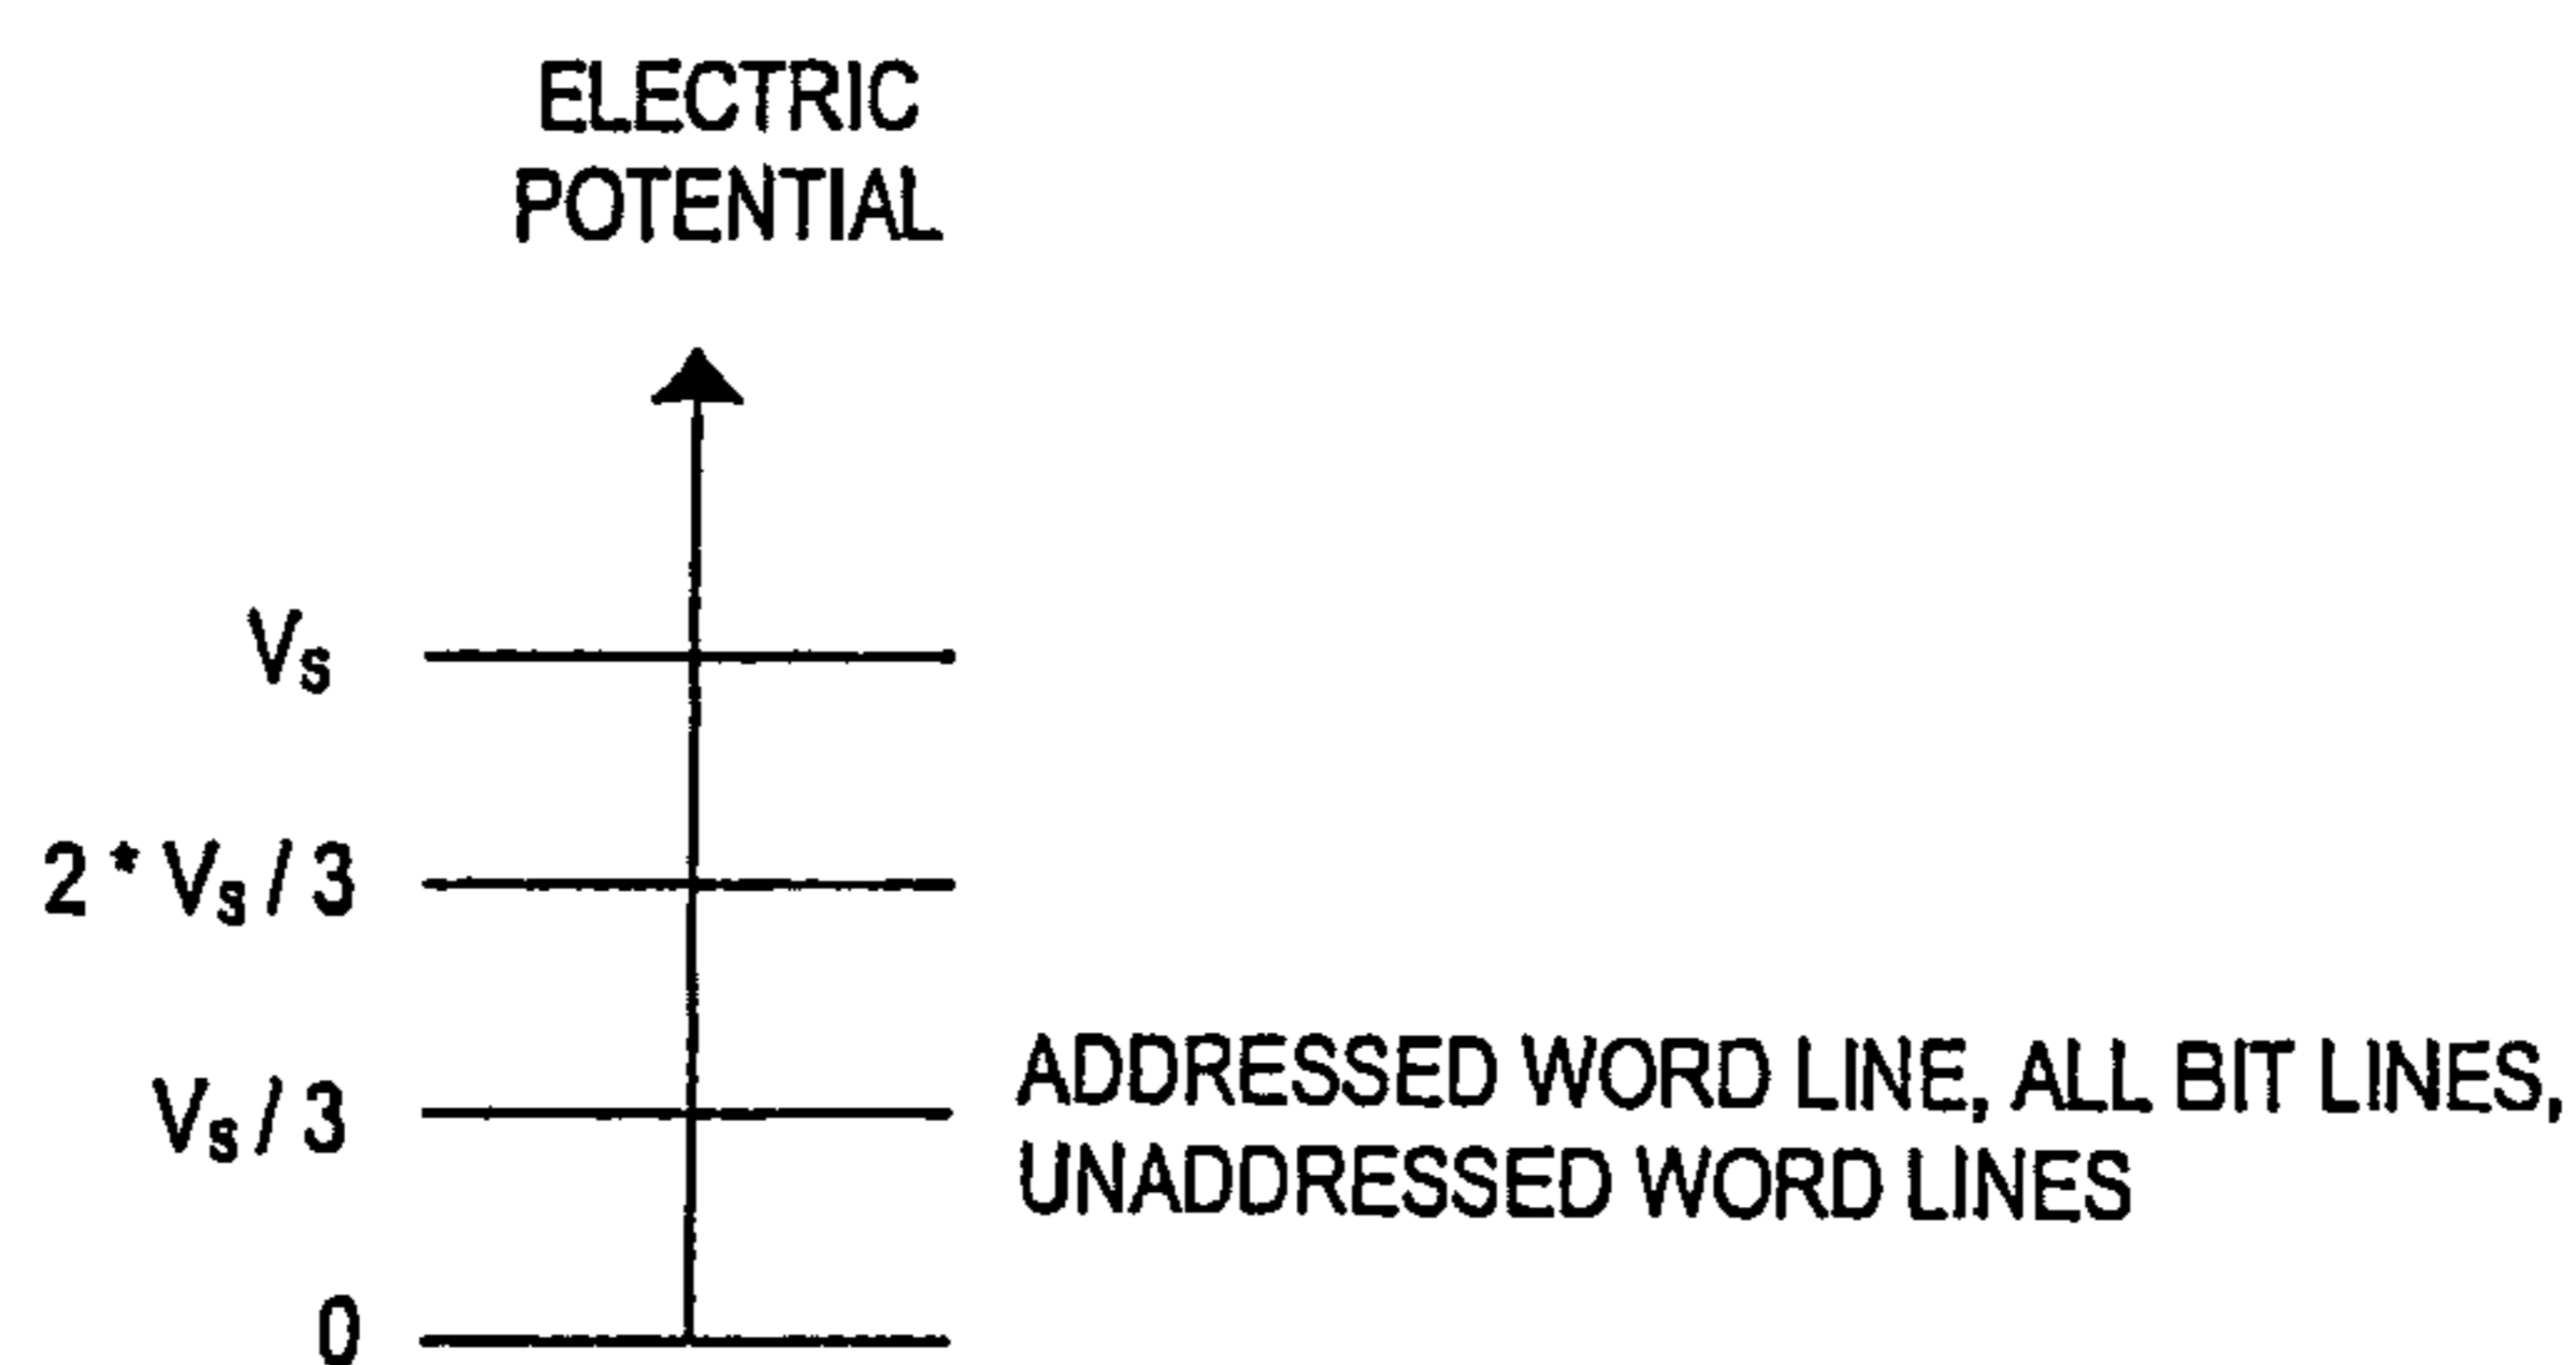 ELECTRIC
POTENTIAL
Vs
2 * Vs / 3
Vs / 3
ADDRESSED WORD LINE, ALL BIT LINES,
UNADDRESSED WORD LINES
0